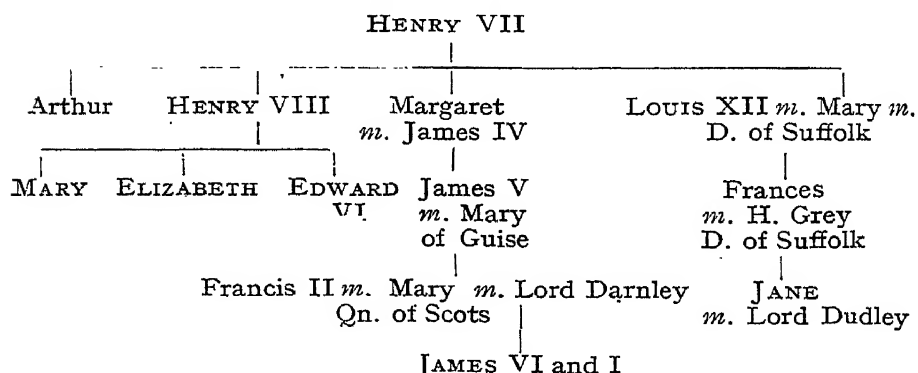 HENRY VII
Arthur HENRY VIII Margaret LOUIS XII m. Mary m.
m. James IV D. of Suffolk
MARY ELIZABETH EDWARD James V Frances
VI m. Mary m. H. Grey
of Guise D. of Suffolk
Francis II m. Mary m. Lord Darnley JANE
Qn. of Scots m. Lord Dudley
JAMES VI and I